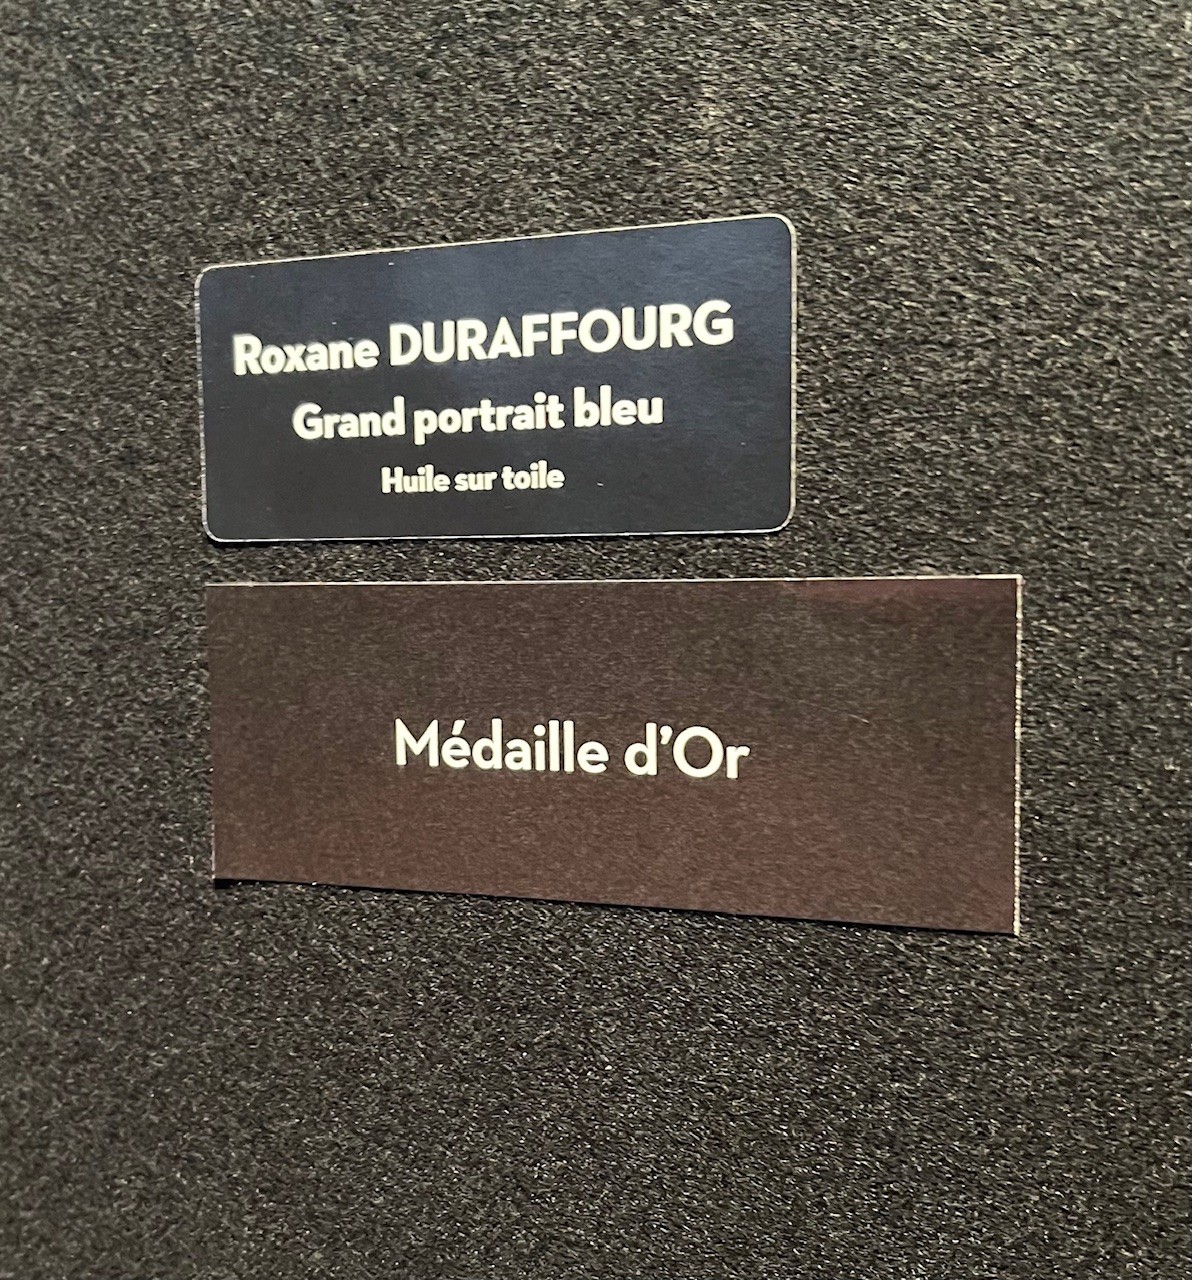 Roxane DURAFFOURG
Grand portrait bleu
Huile sur toile
Médaille d’Or